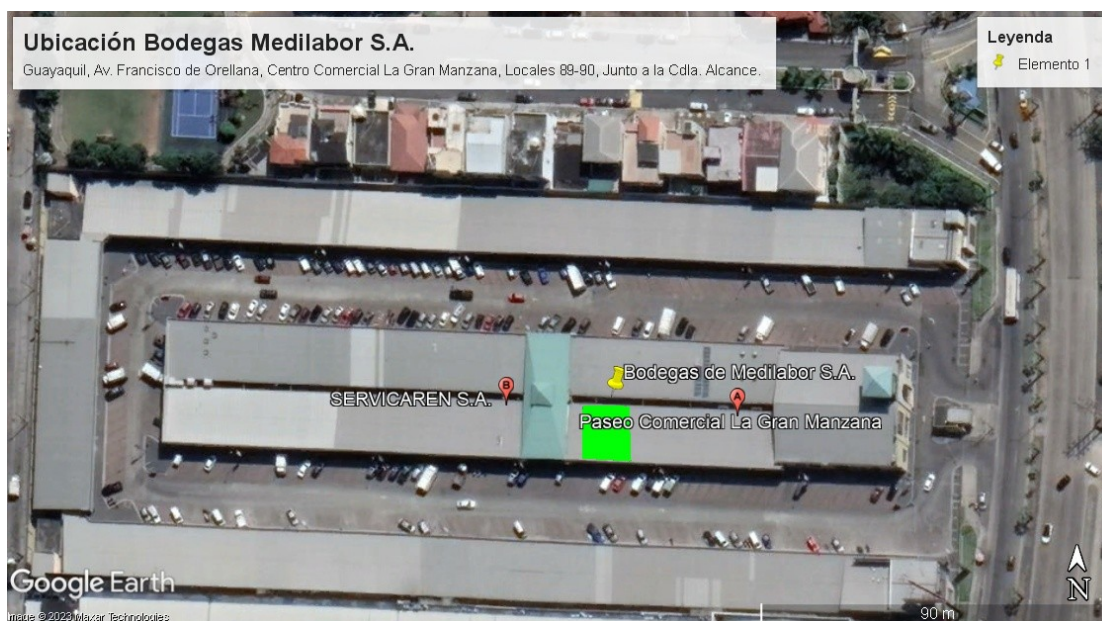 Ubicación Bodegas Medilabor S.A.
Guayaquil, Av. Francisco de Orellana, Centro Comercial La Gran Manzana, Locales 89-90, Junto a la Cdla. Alcance.
Leyenda
Elemento 1
Bodegas de Medilabor S.A.
B
A
SERVICAREN S.A.
Paseo Comercial La Gran Manzana
Google Earth
Image © 2023 Maxar Technologies
90 m
N